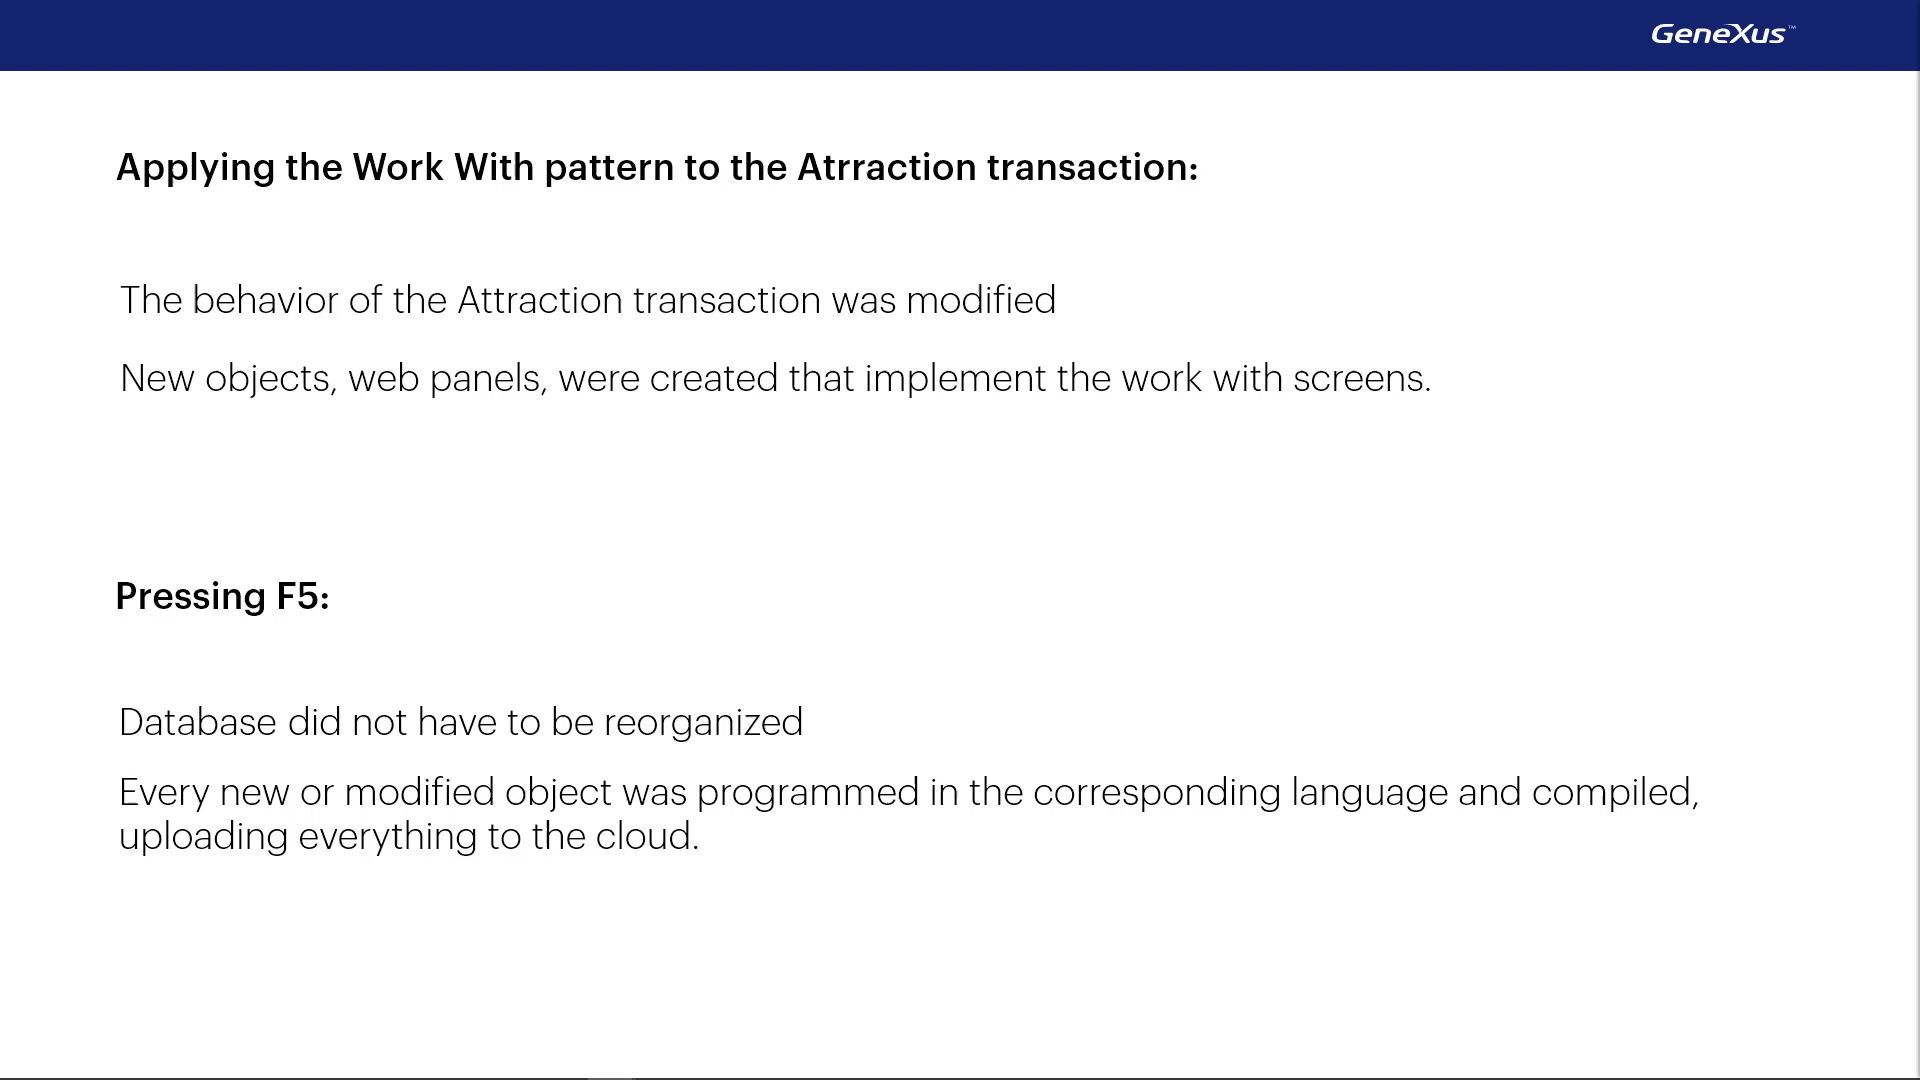 GeneXus™
Applying the Work With pattern to the Atrraction transaction:
The behavior of the Attraction transaction was modified
New objects, web panels, were created that implement the work with screens.
Pressing F5:
Database did not have to be reorganized
Every new or modified object was programmed in the corresponding language and compiled,
uploading everything to the cloud.